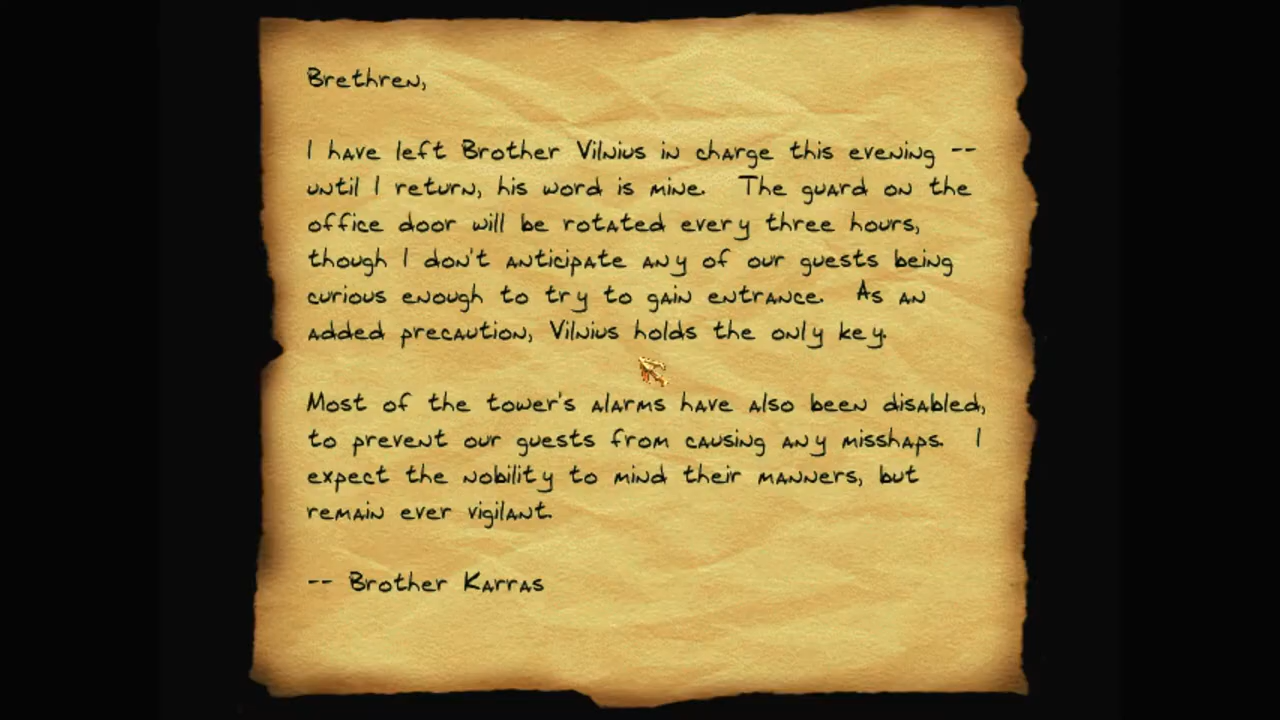 Brethren,
I have left Brother Vilnius in charge this evening --
until I return, his word is mine.  The guard on the
office door will be rotated every three hours,
though I don't anticipate any of our guests being
curious enough to try to gain entrance.  As an
added precaution, Vilnius holds the only key.
Most of the tower's alarms have also been disabled,
to prevent our guests from causing any misshaps.  I
expect the nobility to mind their manners, but
remain ever vigilant.
-- Brother Karras